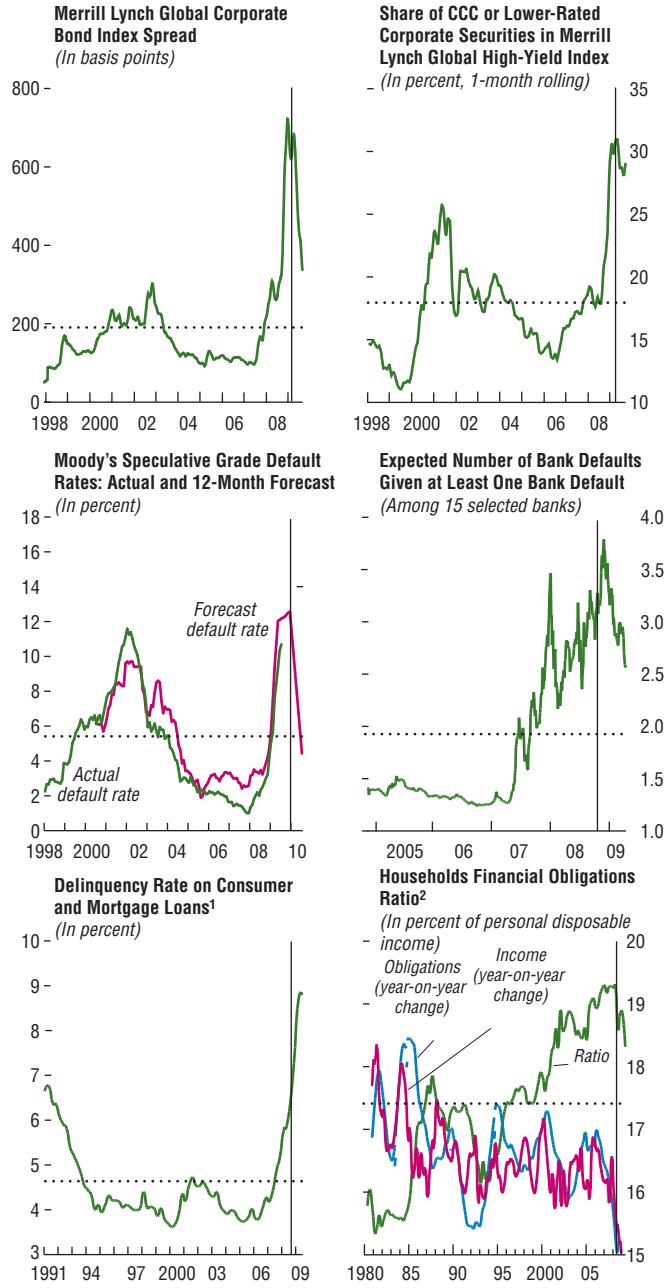 Merrill Lynch Global Corporate
Bond Index Spread
(In basis points)
800
600
400
200
0
1998 2000 02 04 06 08
Share of CCC or Lower-Rated
Corporate Securities in Merrill
Lynch Global High-Yield Index
(In percent, 1-month rolling)
35
30
25
20
15
10
1998 2000 02 04 06 08
Moody's Speculative Grade Default
Rates: Actual and 12-Month Forecast
(In percent)
18
16
14
12
10
8
6
4
2
0
Forecast
default rate
Actual
default rate
1998 2000 02 04 06 08 10
Expected Number of Bank Defaults
Given at Least One Bank Default
(Among 15 selected banks)
4.0
3.5
3.0
2.5
2.0
1.5
1.0
2005 06 07 08 09
Delinquency Rate on Consumer
and Mortgage Loans1
(In percent)
10
9
8
7
6
5
4
3
1991 94 97 2000 03 06 09
Households Financial Obligations
Ratio2
(In percent of personal disposable
income)
Obligations
(year-on-year
change)
Income
(year-on-year
change)
Ratio
20
19
18
17
16
15
1980 85 90 95 2000 05